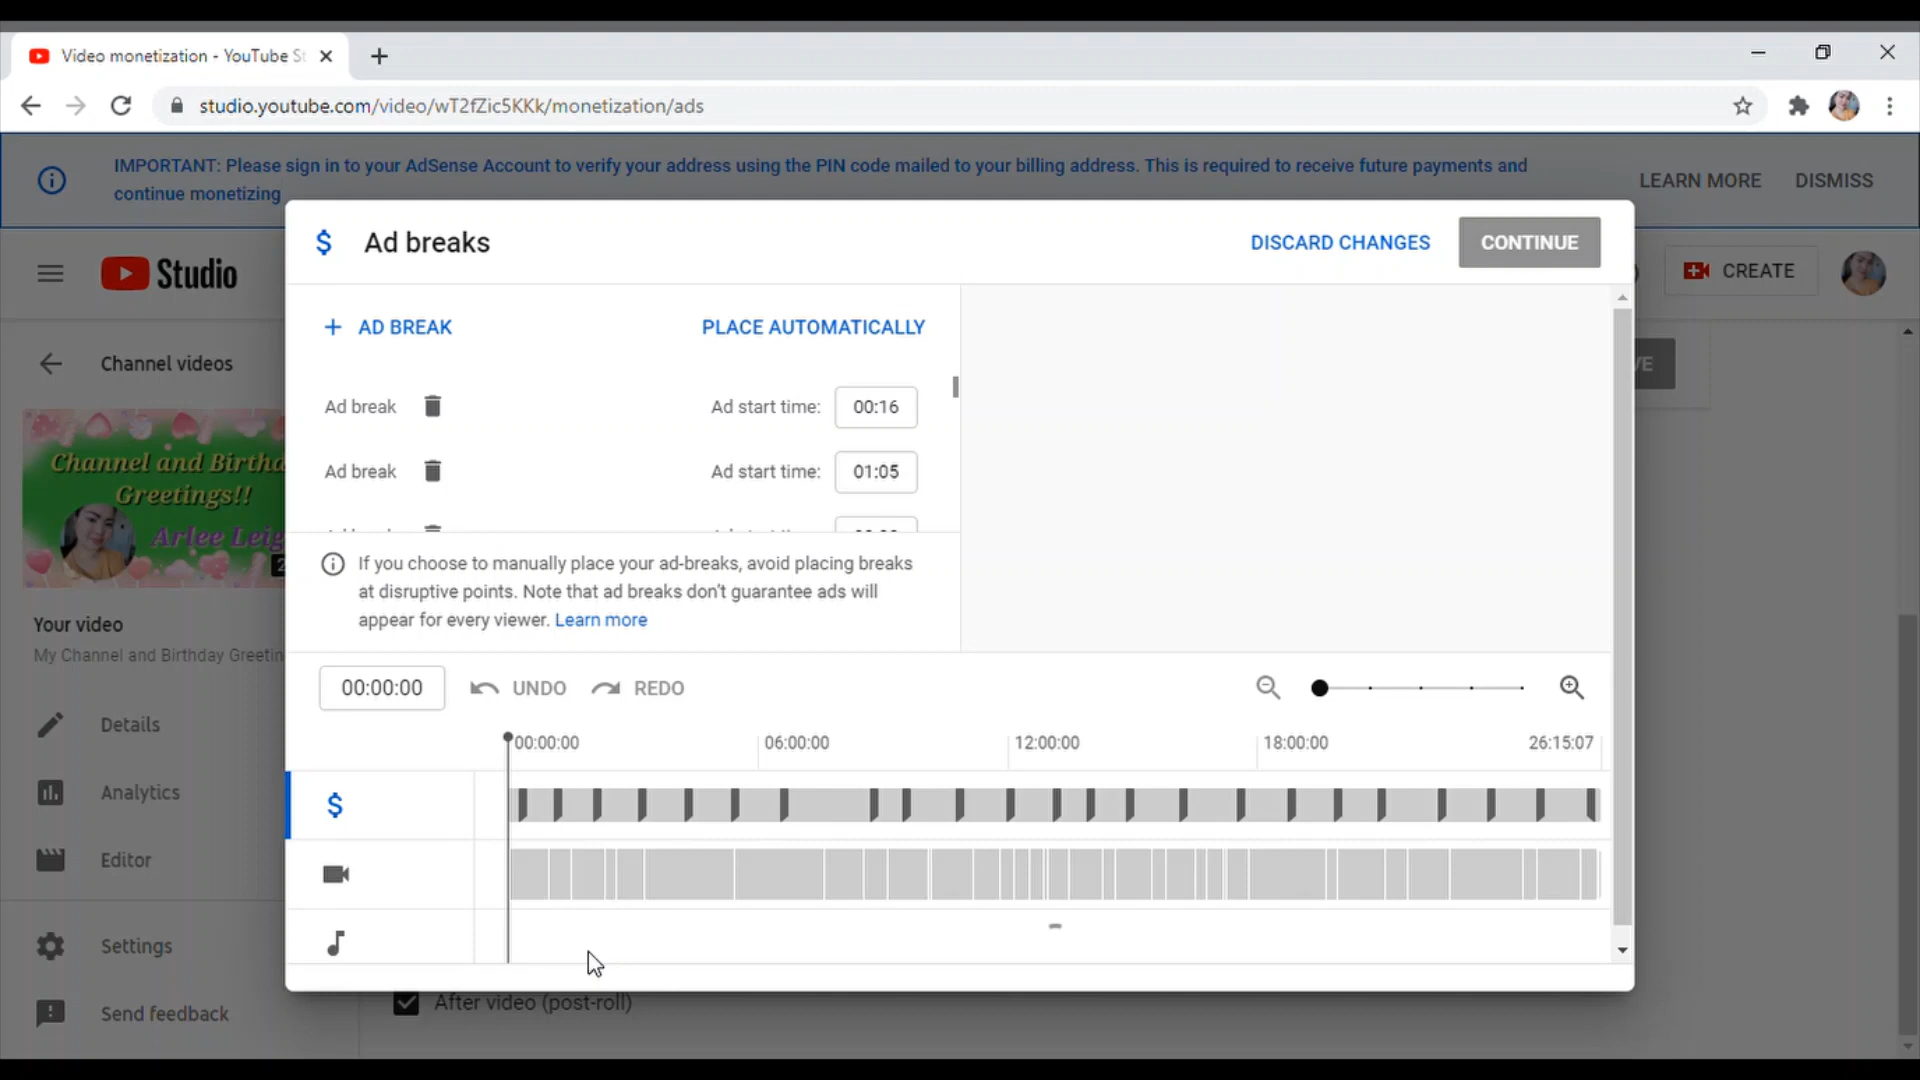 Video monetization - YouTube St
studio.youtube.com/video/wT2fZic5KKk/monetization/ads
IMPORTANT: Please sign in to your AdSense Account to verify your address using the PIN code mailed to your billing address. This is required to receive future payments and
continue monetizing
LEARN MORE
DISMISS
$ Ad breaks
DISCARD CHANGES
CONTINUE
Studio
CREATE
+ AD BREAK
PLACE AUTOMATICALLY
Channel videos
Ad break
Ad start time:
00:16
Ad break
Ad start time:
01:05
Channel and Birthda
Greetings!!
Arlee Leig
2
If you choose to manually place your ad-breaks, avoid placing breaks
at disruptive points. Note that ad breaks don't guarantee ads will
appear for every viewer. Learn more
Your video
My Channel and Birthday Greetin
00:00:00
UNDO
REDO
Details
00:00:00
06:00:00
12:00:00
18:00:00
26:15:07
Analytics
$
Editor
Settings
After video (post-roll)
Send feedback